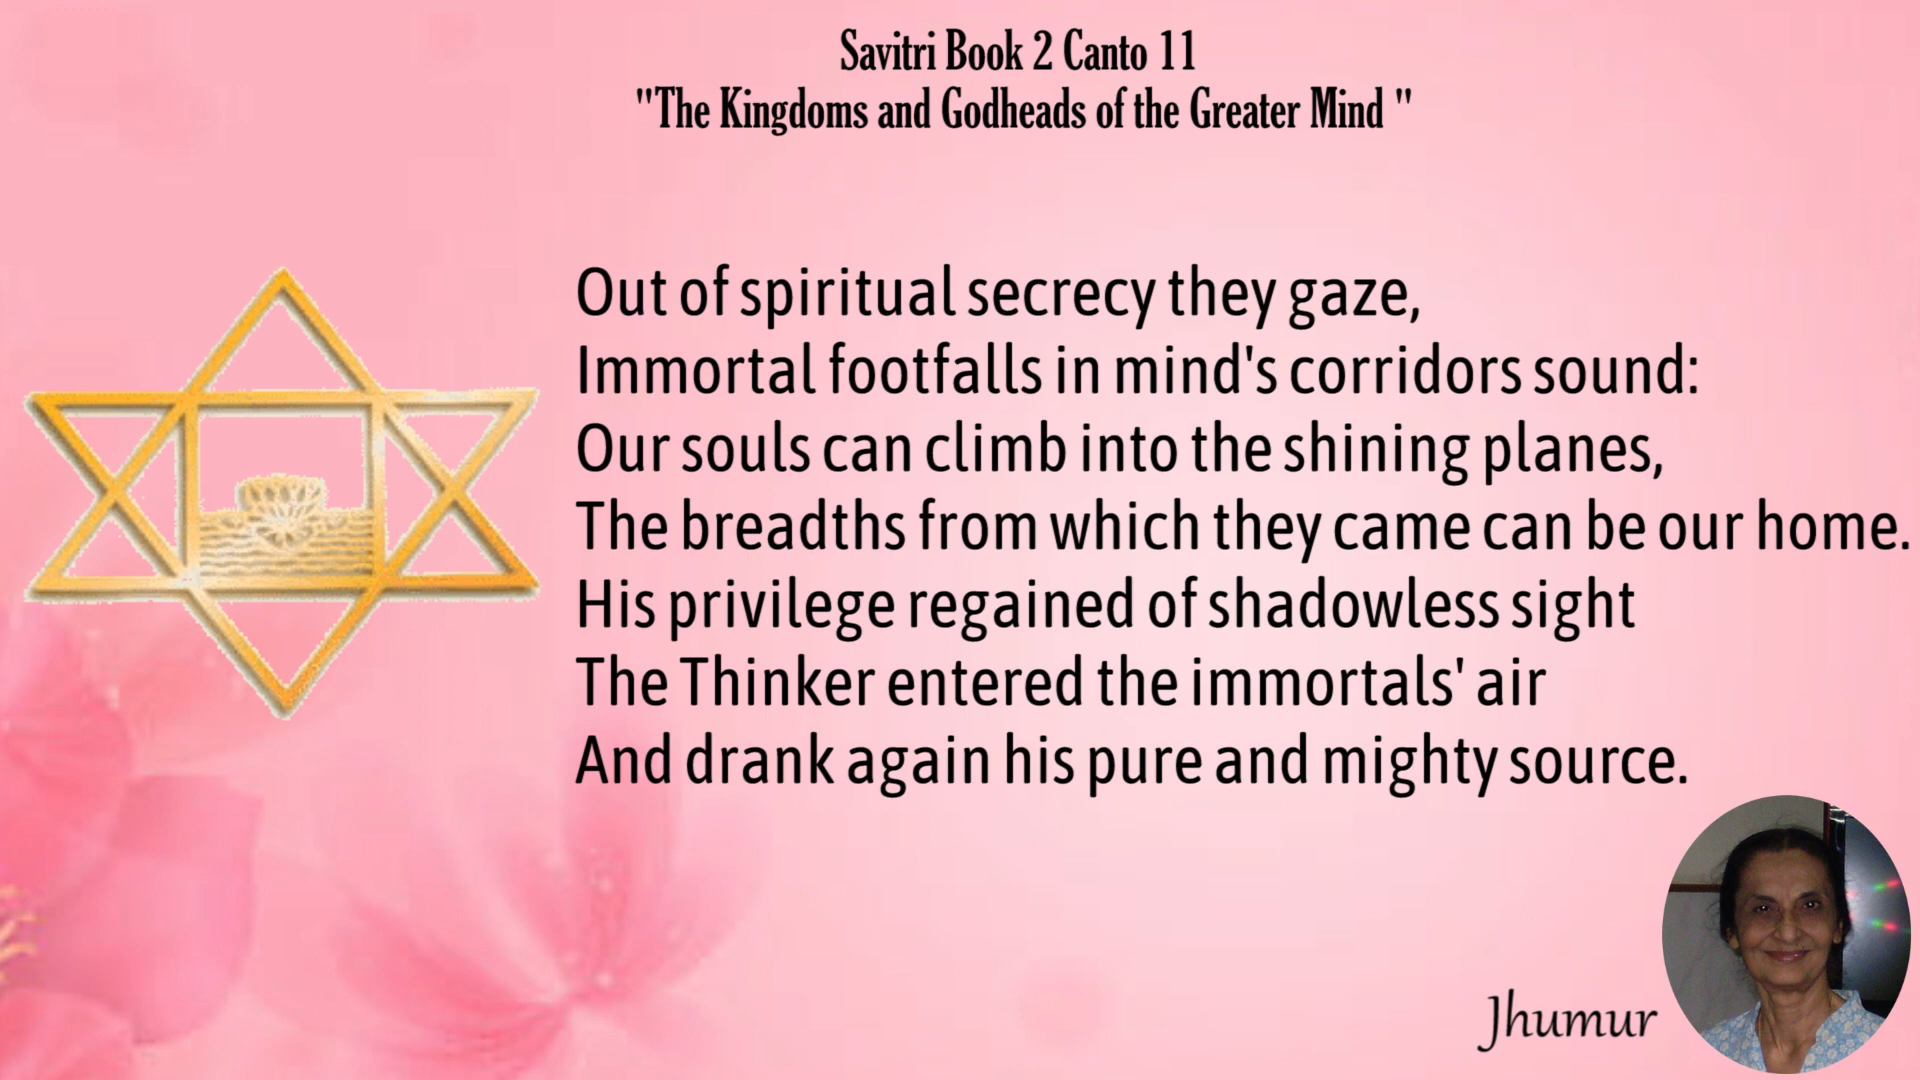 Savitri Book 2 Canto 11
"The Kingdoms and Godheads of the Greater Mind "
Out of spiritual secrecy they gaze,
Immortal footfalls in mind's corridors sound:
Our souls can climb into the shining planes,
The breadths from which they came can be our home.
His privilege regained of shadowless sight
The Thinker entered the immortals' air
And drank again his pure and mighty source.
Jhumur